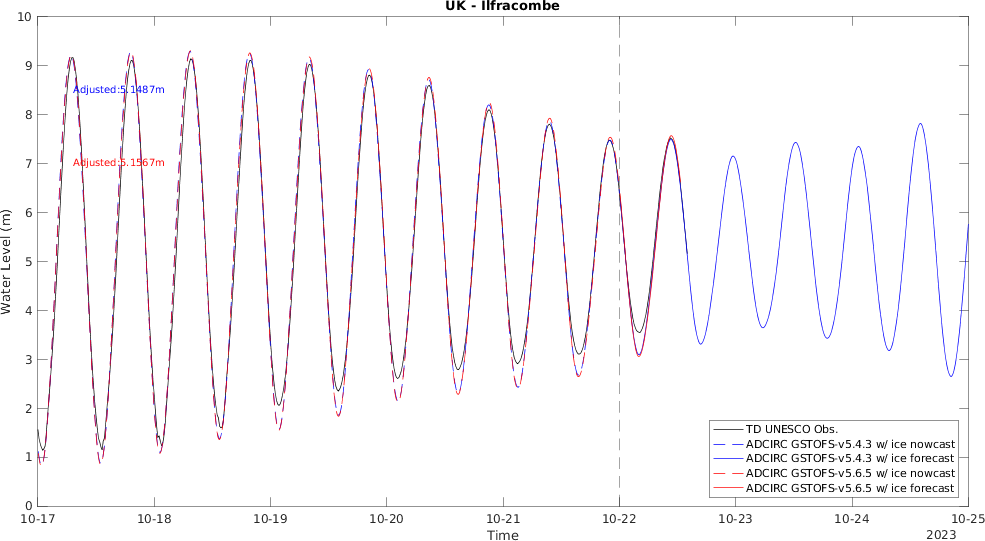 UK - Ilfracombe
Water Level (m)
10
9
8
7
6
5
4
3
2
1
0
Adjusted:5.1487m
Adjusted:5.1567m
TD UNESCO Obs.
ADCIRC GSTOFS-v5.4.3 w/ ice nowcast
ADCIRC GSTOFS-v5.4.3 w/ ice forecast
ADCIRC GSTOFS-v5.6.5 w/ ice nowcast
ADCIRC GSTOFS-v5.6.5 w/ ice forecast
10-17 10-18 10-19 10-20 10-21 10-22 10-23 10-24 10-25
Time
2023